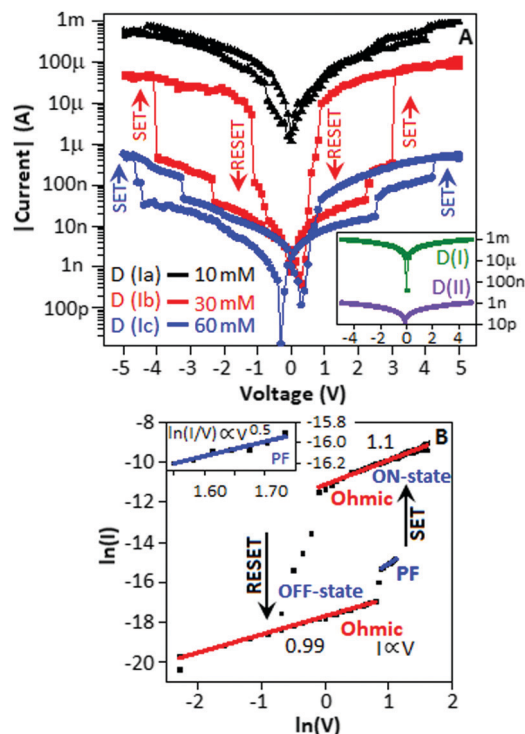 A
|Current| (A)
1m
100μ
10μ
1μ
100n
10n
1n
100p
SET
SET
RESET
RESET
SET
SET
D (Ia) 10 mM
D (Ib) 30 mM
D (Ic) 60 mM
D(I)
D(II)
1m
10μ
100n
1n
10p
-4 -2 0 2 4
-5 -4 -3 -2 -1 0 1 2 3 4 5
Voltage (V)
B
ln(I)
-8
-10
-12
-14
-16
-18
-20
ln(I/V)∝V^0.5
PF
-15.8
-16.0
-16.2
1.60 1.70
1.1
ON-state
Ohmic
SET
RESET
PF
OFF-state
Ohmic
0.99
I∝V
-2 -1 0 1 2
ln(V)